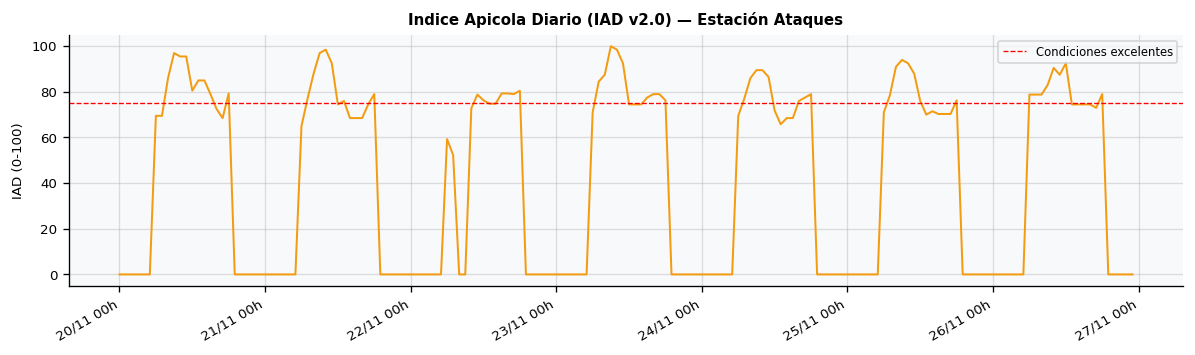 Indice Apicola Diario (IAD v2.0) — Estación Ataques
Condiciones excelentes
IAD (0-100)
100
80
60
40
20
0
20/11 00h
21/11 00h
22/11 00h
23/11 00h
24/11 00h
25/11 00h
26/11 00h
27/11 00h